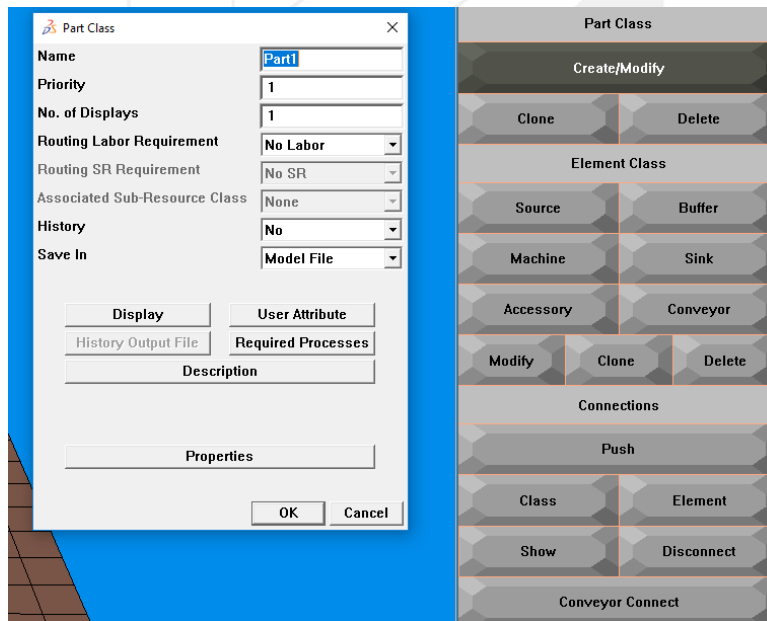 Part Class
Name
Part1
Priority
1
No. of Displays
1
Routing Labor Requirement
No Labor
Routing SR Requirement
No SR
Associated Sub-Resource Class
None
History
No
Save In
Model File
Display
User Attribute
History Output File
Required Processes
Description
Properties
OK
Cancel
Part Class
Create/Modify
Clone
Delete
Element Class
Source
Buffer
Machine
Sink
Accessory
Conveyor
Modify
Clone
Delete
Connections
Push
Class
Element
Show
Disconnect
Conveyor Connect